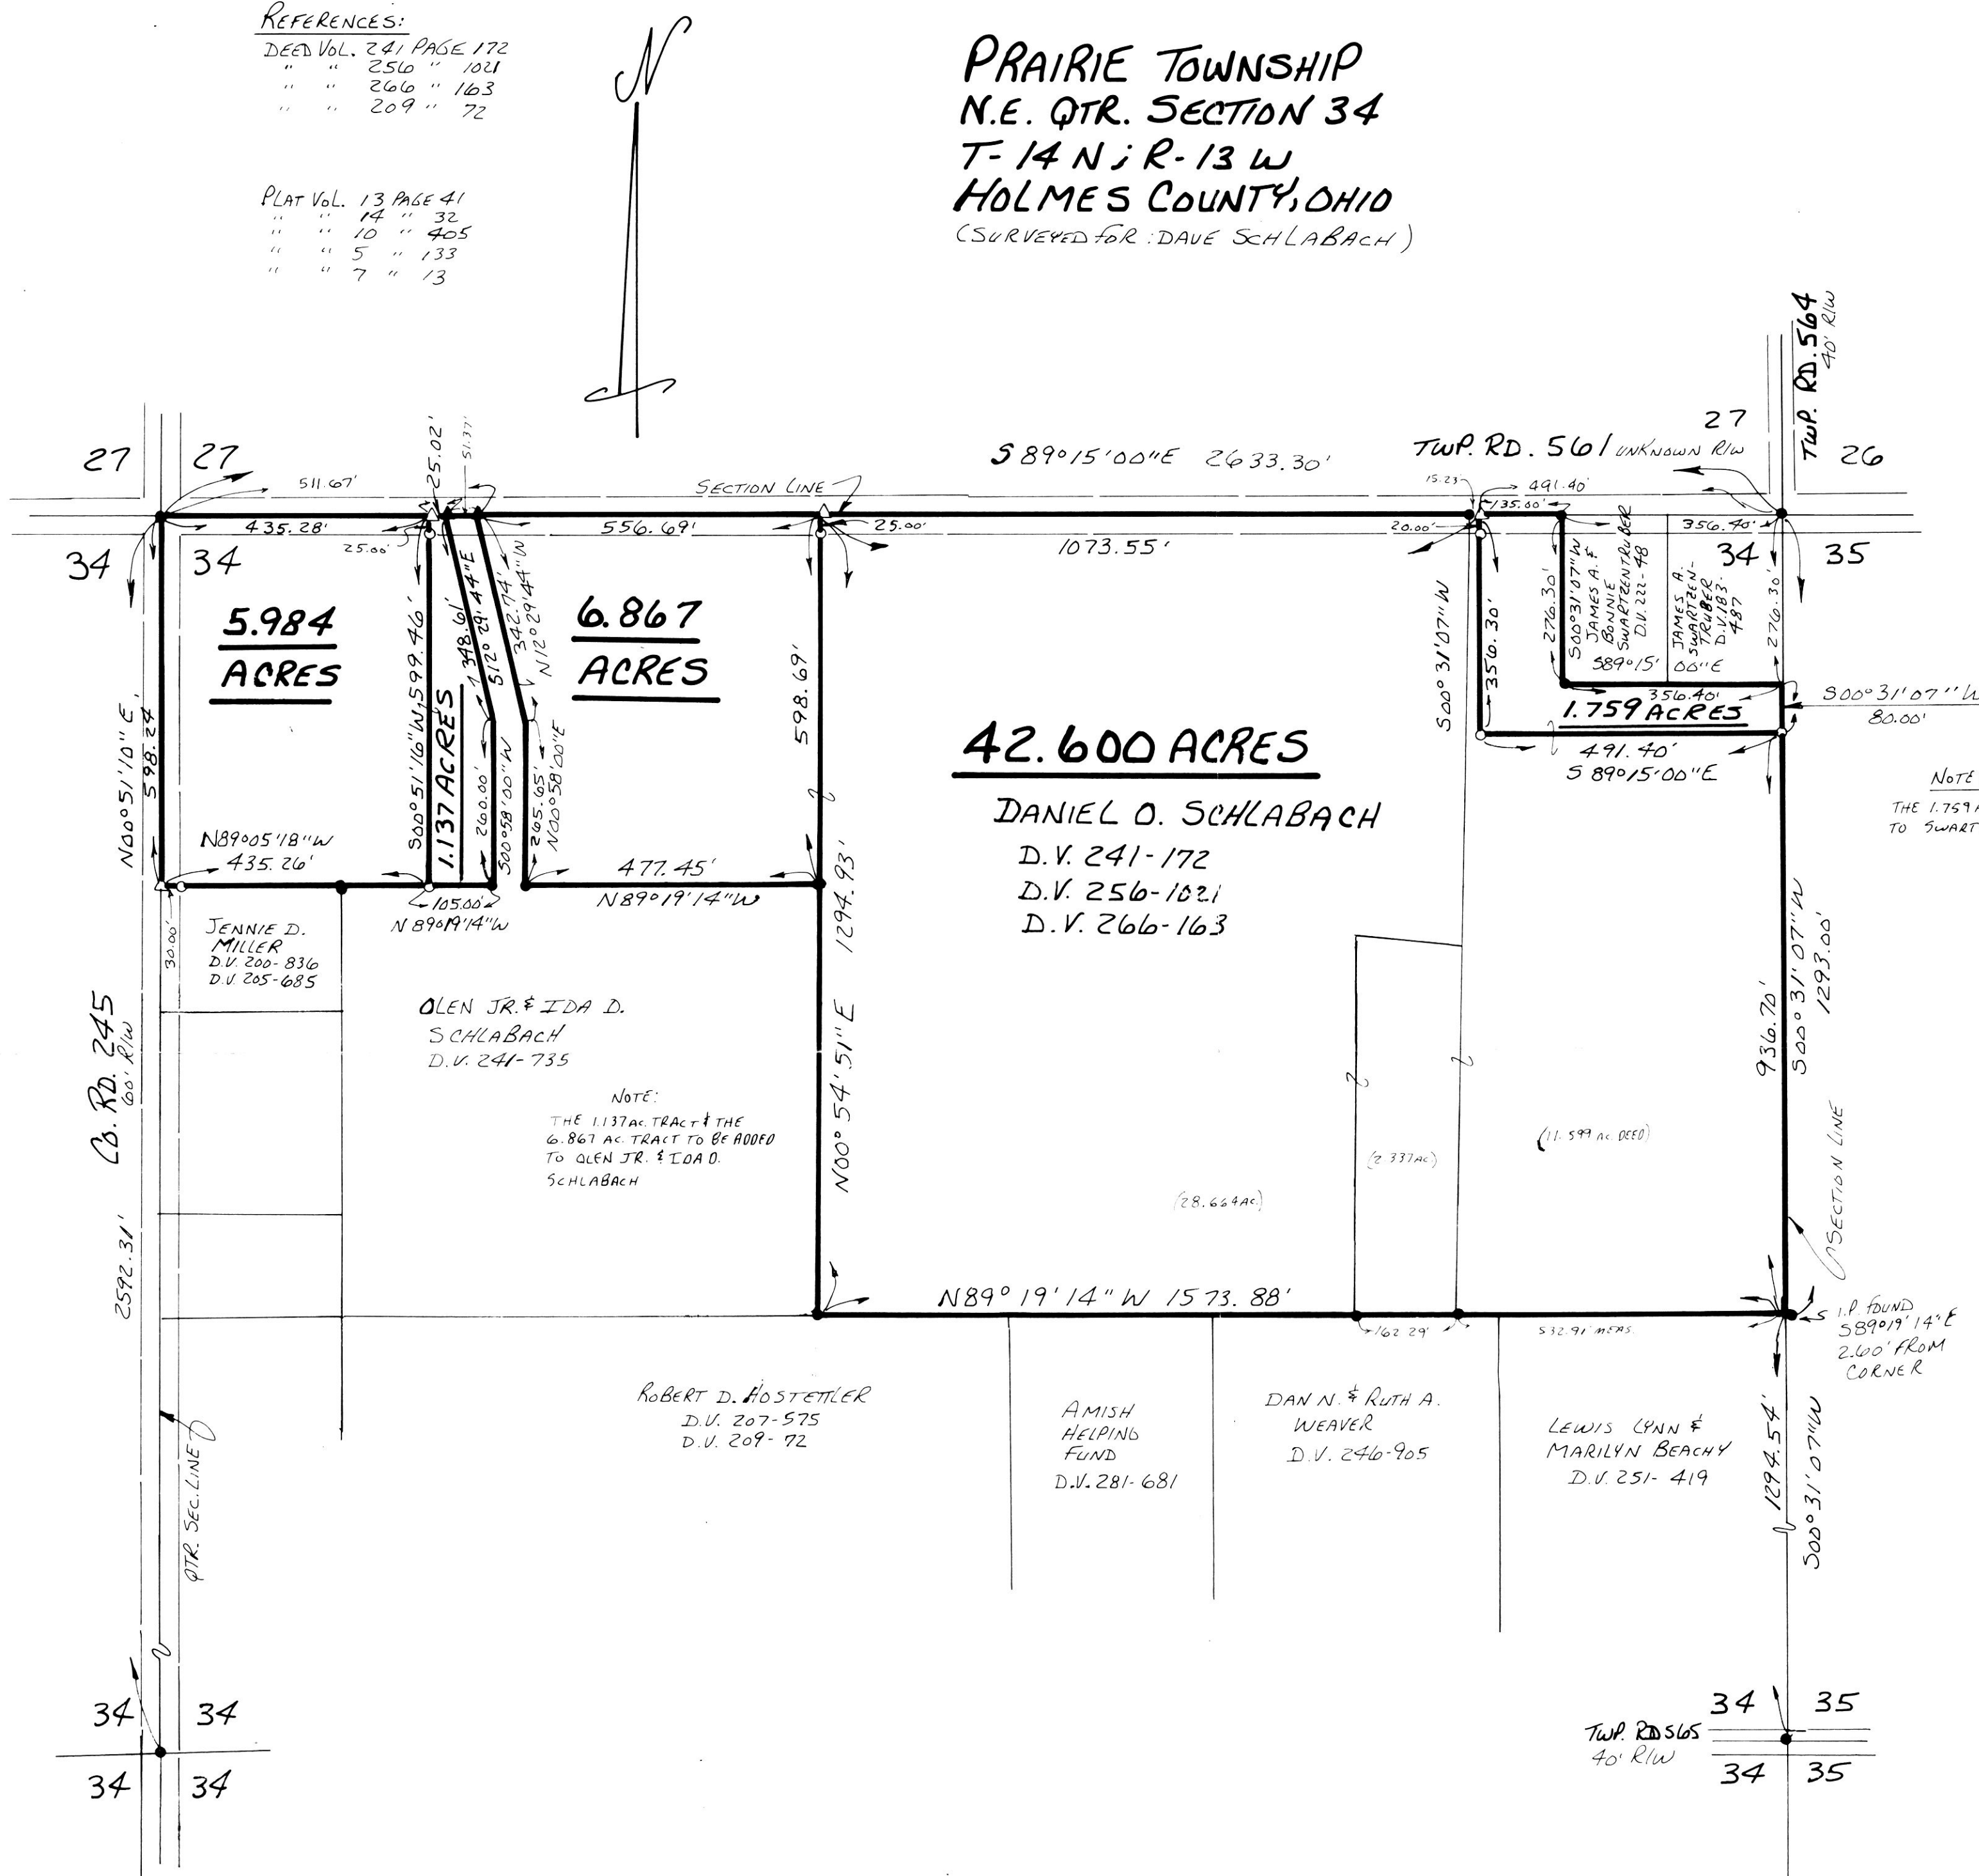 REFERENCES:
DEED VOL. 241 PAGE 172
" " 256 " 1021
" " 266 " 163
" " 209 " 72
PLAT VOL. 13 PAGE 41
" " 14 " 32
" " 10 " 405
" " 5 " 133
" " 7 " 13
N
PRAIRIE TOWNSHIP
N.E. QTR. SECTION 34
T-14 N; R-13 W
HOLMES COUNTY, OHIO
(SURVEYED FOR: DAVE SCHLABACH)
TWP. RD. 564
40' R/W
27
27
511.67'
25.02'
51.37'
S 89°15'00"E 2633.30'
SECTION LINE
TWP. RD. 561 UNKNOWN R/W
27
26
15.23'
491.40'
135.00'
435.28'
25.00'
556.69'
25.00'
1073.55'
20.00'
356.40'
34
34
34
35
N00°51'10"E
598.24
5.984
ACRES
S00°51'16"W, 599.46'
1.137 ACRES
348.61'
S12°29'44"E
342.74'
N12°29'44"W
6.867
ACRES
598.69'
260.00'
S00°58'00"W
265.65'
N00°58'00"E
N89°05'18"W
435.26'
105.00'
N89°19'14"W
477.45'
N89°19'14"W
S00°31'07"W
356.30'
276.30'
S00°31'07"W
JAMES A. &
BONNIE
SWARTZENTRUBER
D.V. 222-48
JAMES A.
SWARTZEN-
TRUBER
D.V. 183-
487
276.30'
S89°15' 00"E
356.40'
1.759 ACRES
S00°31'07"W
80.00'
491.40'
S 89°15'00"E
NOTE
THE 1.759
TO SWART
42.600 ACRES
DANIEL O. SCHLABACH
D.V. 241-172
D.V. 256-1021
D.V. 266-163
30.00'
JENNIE D.
MILLER
D.V. 200-836
D.V. 205-685
OLEN JR. & IDA D.
SCHLABACH
D.V. 241-735
NOTE:
THE 1.137 AC. TRACT & THE
6.867 AC. TRACT TO BE ADDED
TO OLEN JR. & IDA D.
SCHLABACH
N00°54'51"E 1294.93'
CO. RD. 245
60' R/W
2592.31'
(28.664 AC.)
(2.337 AC.)
(11.599 AC. DEED)
936.70'
S00°31'07"W
1293.00'
SECTION LINE
N89°19'14"W 1573.88'
162.29'
532.91' MEAS.
I.P. FOUND
S89°19'14"E
2.60' FROM
CORNER
ROBERT D. HOSTETTLER
D.V. 207-575
D.V. 209-72
AMISH
HELPING
FUND
D.V. 281-681
DAN N. & RUTH A.
WEAVER
D.V. 246-905
LEWIS LYNN &
MARILYN BEACHY
D.V. 251-419
1294.54'
S00°31'07"W
QTR. SEC. LINE
34
34
34
34
TWP. RD 565
40' R/W
34
35
34
35